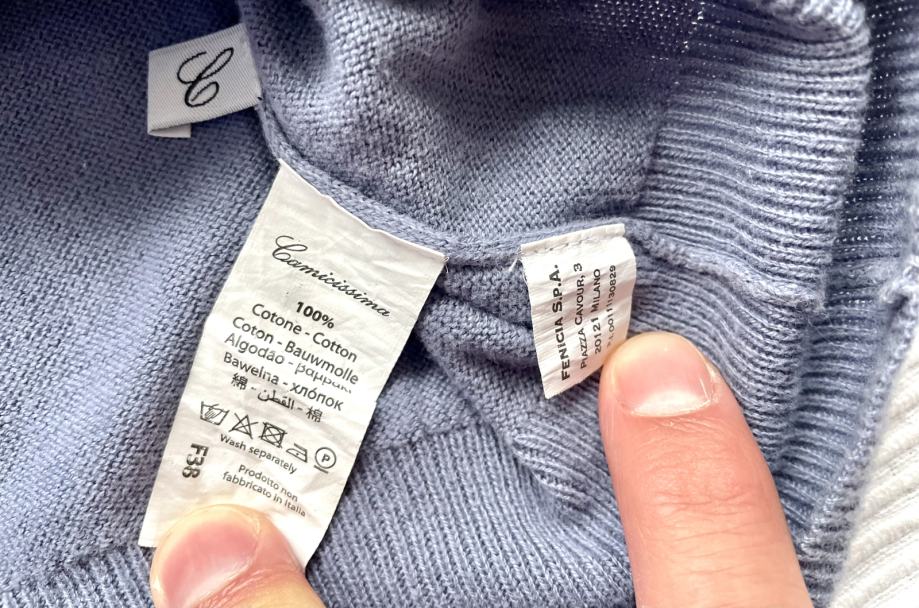 C
Camicissima
100%
Cotone - Cotton
Coton - Baumwolle
Algodão - βαμμακι
Bawełna - хлопок
棉 - القطن - 棉
P
Wash separately
F38
Prodotto non
fabbricato in Italia
FENICIA S.P.A.
PIAZZA CAVOUR, 3
20121 MILANO